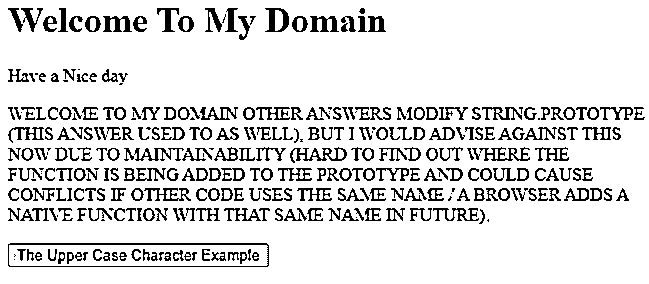 Welcome To My Domain
Have a Nice day
WELCOME TO MY DOMAIN OTHER ANSWERS MODIFY STRING.PROTOTYPE
(THIS ANSWER USED TO AS WELL), BUT I WOULD ADVISE AGAINST THIS
NOW DUE TO MAINTAINABILITY (HARD TO FIND OUT WHERE THE
FUNCTION IS BEING ADDED TO THE PROTOTYPE AND COULD CAUSE
CONFLICTS IF OTHER CODE USES THE SAME NAME / A BROWSER ADDS A
NATIVE FUNCTION WITH THAT SAME NAME IN FUTURE).
The Upper Case Character Example